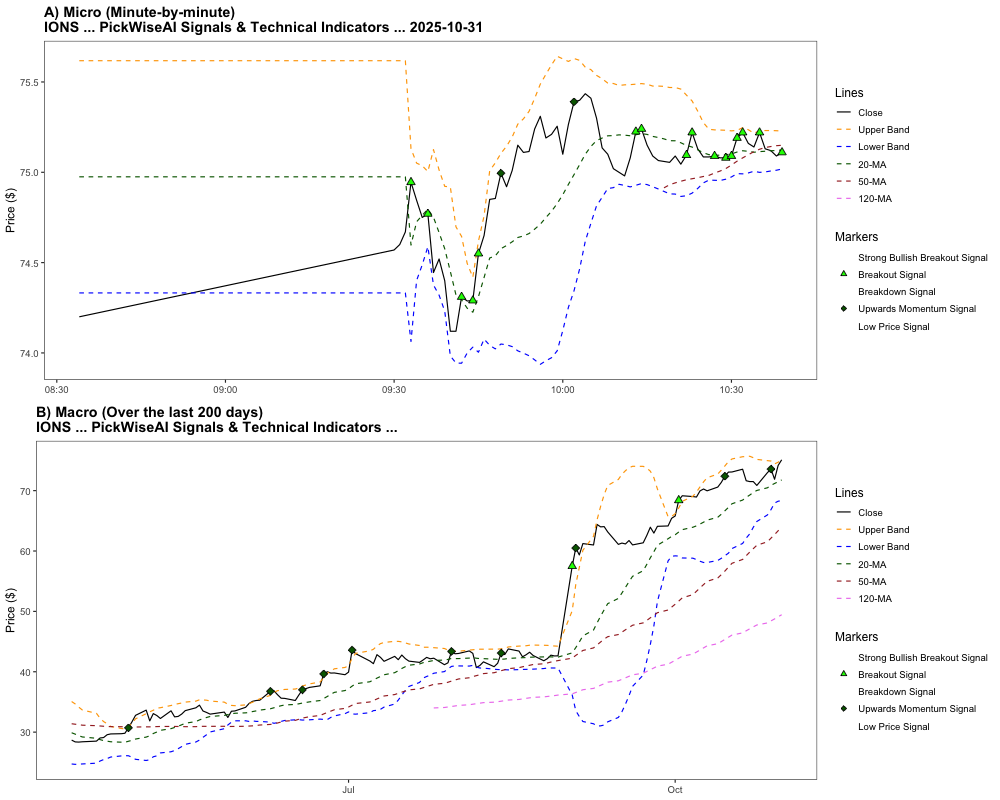 A) Micro (Minute-by-minute)
IONS ... PickWiseAI Signals & Technical Indicators ... 2025-10-31
Price ($)
75.5
75.0
74.5
74.0
08:30 09:00 09:30 10:00 10:30
Lines
Close
Upper Band
Lower Band
20-MA
50-MA
120-MA
Markers
Strong Bullish Breakout Signal
Breakout Signal
Breakdown Signal
Upwards Momentum Signal
Low Price Signal
B) Macro (Over the last 200 days)
IONS ... PickWiseAI Signals & Technical Indicators ...
Price ($)
70
60
50
40
30
Jul Oct
Lines
Close
Upper Band
Lower Band
20-MA
50-MA
120-MA
Markers
Strong Bullish Breakout Signal
Breakout Signal
Breakdown Signal
Upwards Momentum Signal
Low Price Signal